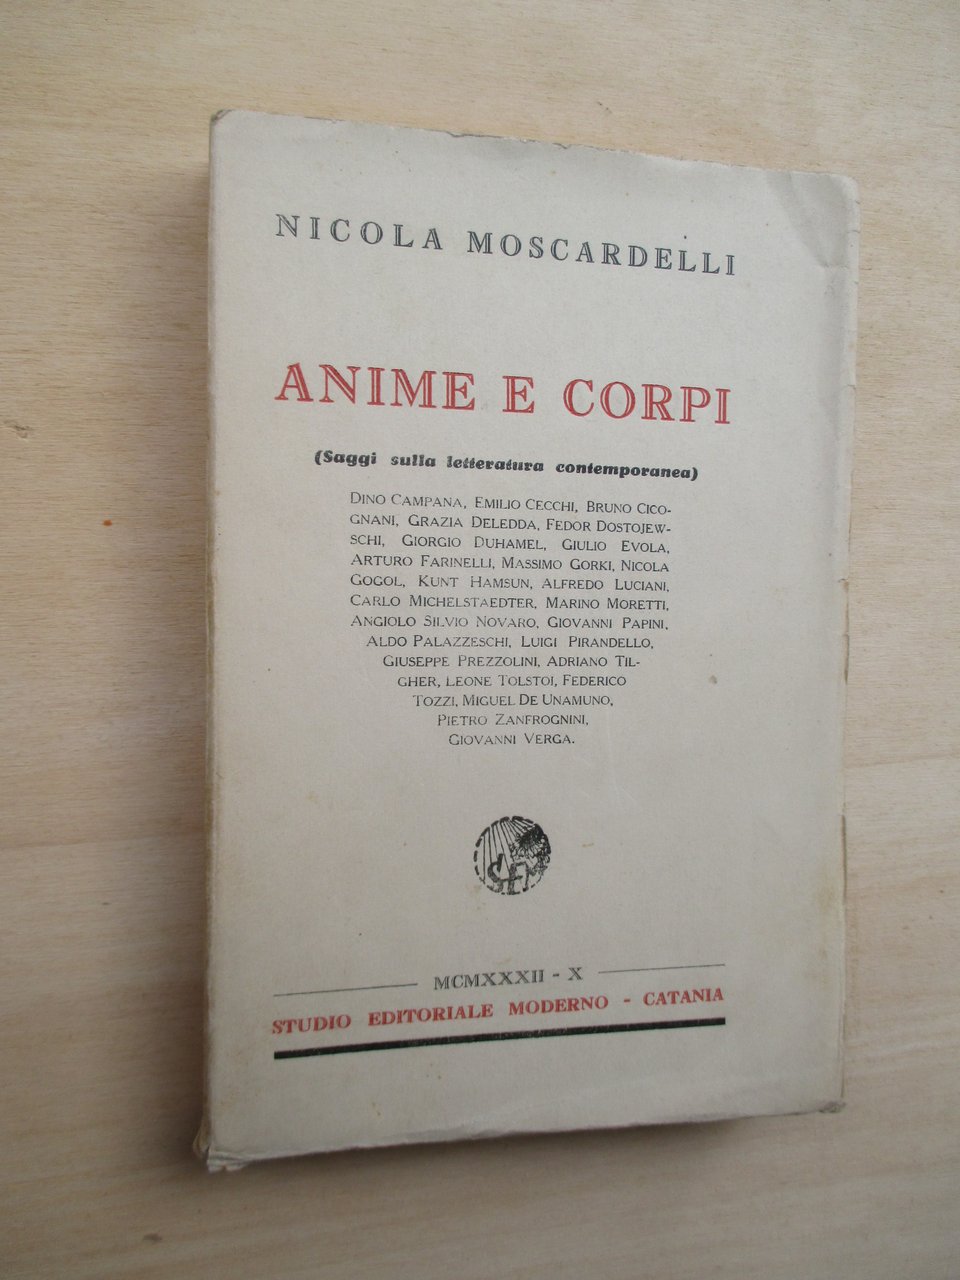 NICOLA MOSCARDELLI
ANIME E CORPI
(Saggi sulla letteratura contemporanea)
DINO CAMPANA, EMILIO CECCHI, BRUNO CICO-
GNANI, GRAZIA DELEDDA, FEDOR DOSTOJEW-
SCHI, GIORGIO DUHAMEL, GIULIO EVOLA,
ARTURO FARINELLI, MASSIMO GORKI, NICOLA
GOGOL, KUNT HAMSUN, ALFREDO LUCIANI,
CARLO MICHELSTAEDTER, MARINO MORETTI,
ANGIOLO SILVIO NOVARO, GIOVANNI PAPINI,
ALDO PALAZZESCHI, LUIGI PIRANDELLO,
GIUSEPPE PREZZOLINI, ADRIANO TIL-
GHER, LEONE TOLSTOÍ, FEDERICO
TOZZI, MIGUEL DE UNAMUNO,
PIETRO ZANFROGNINI,
GIOVANNI VERGA.
MCMXXXII - X
STUDIO EDITORIALE MODERNO - CATANIA